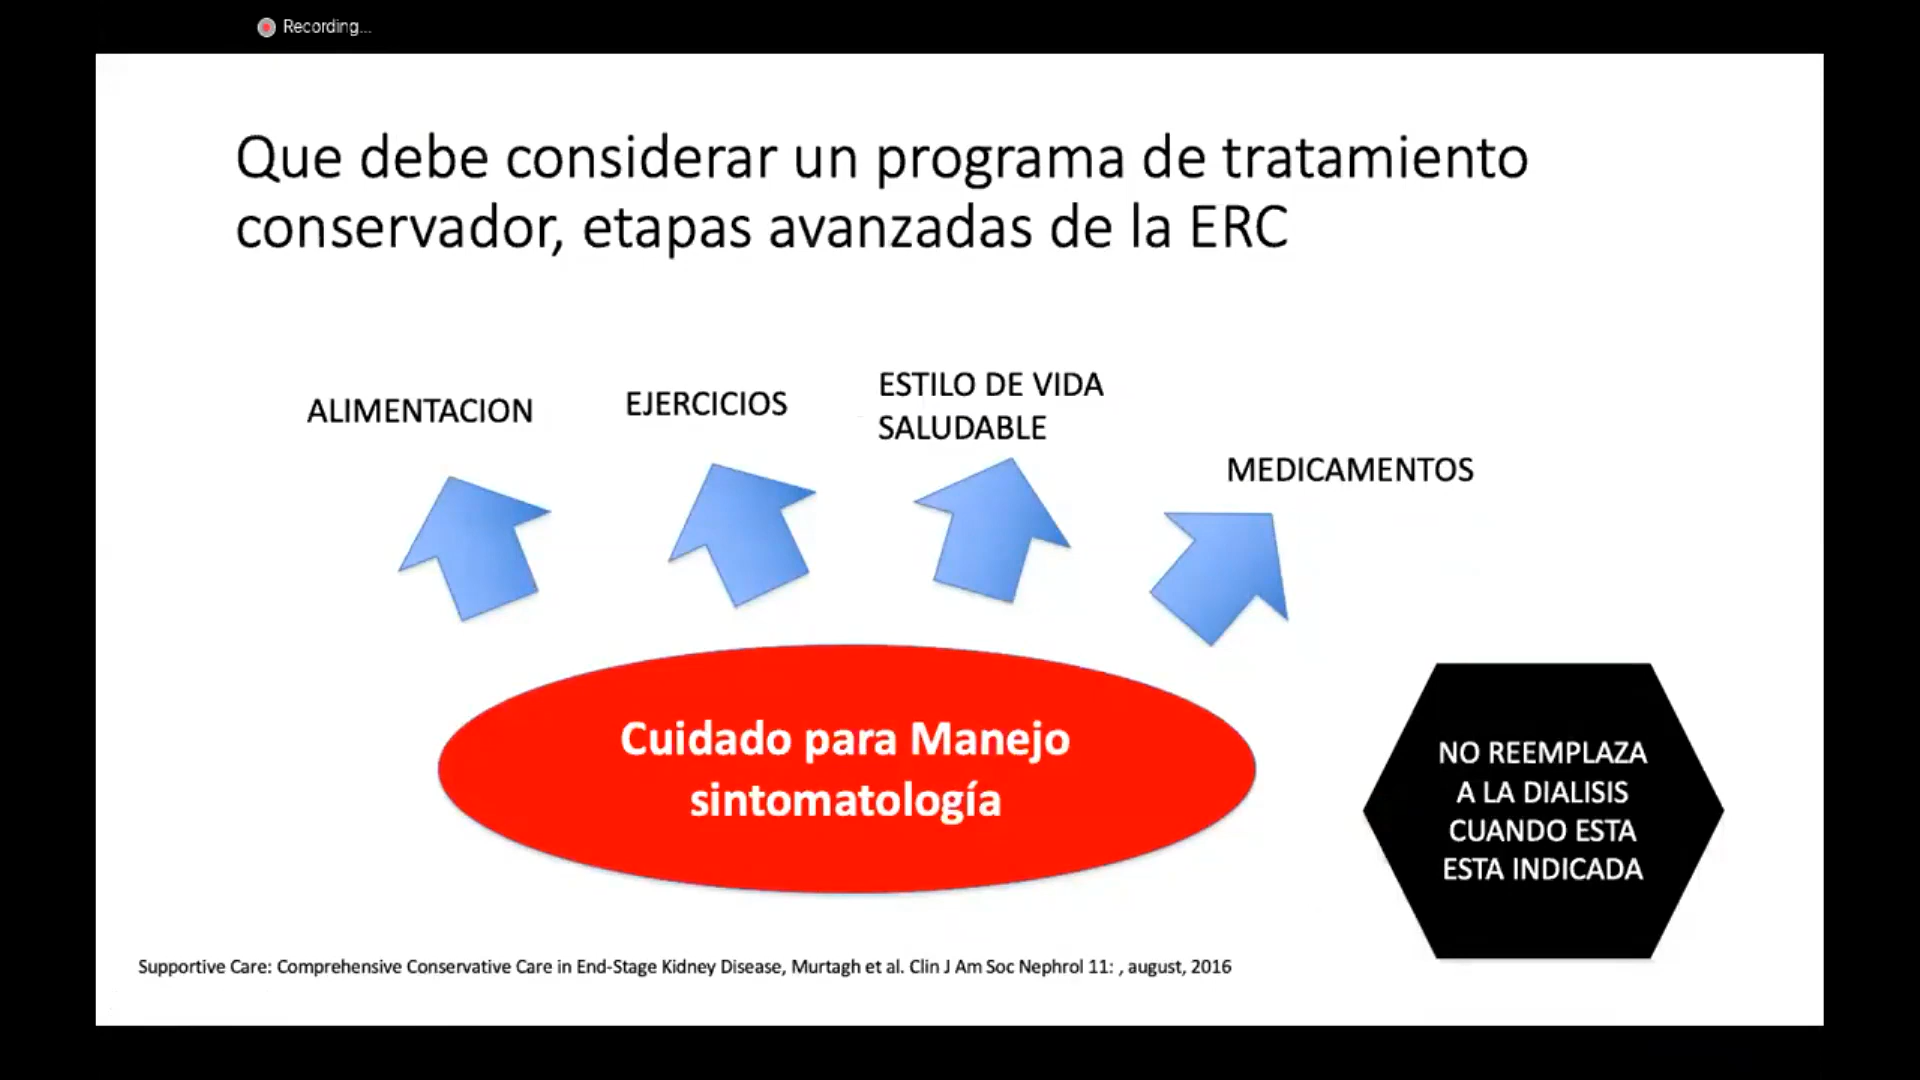 Recording...
Que debe considerar un programa de tratamiento
conservador, etapas avanzadas de la ERC
ALIMENTACION
EJERCICIOS
ESTILO DE VIDA
SALUDABLE
MEDICAMENTOS
Cuidado para Manejo
sintomatología
NO REEMPLAZA
A LA DIALISIS
CUANDO ESTA
ESTA INDICADA
Supportive Care: Comprehensive Conservative Care in End-Stage Kidney Disease, Murtagh et al. Clin J Am Soc Nephrol 11: , august, 2016